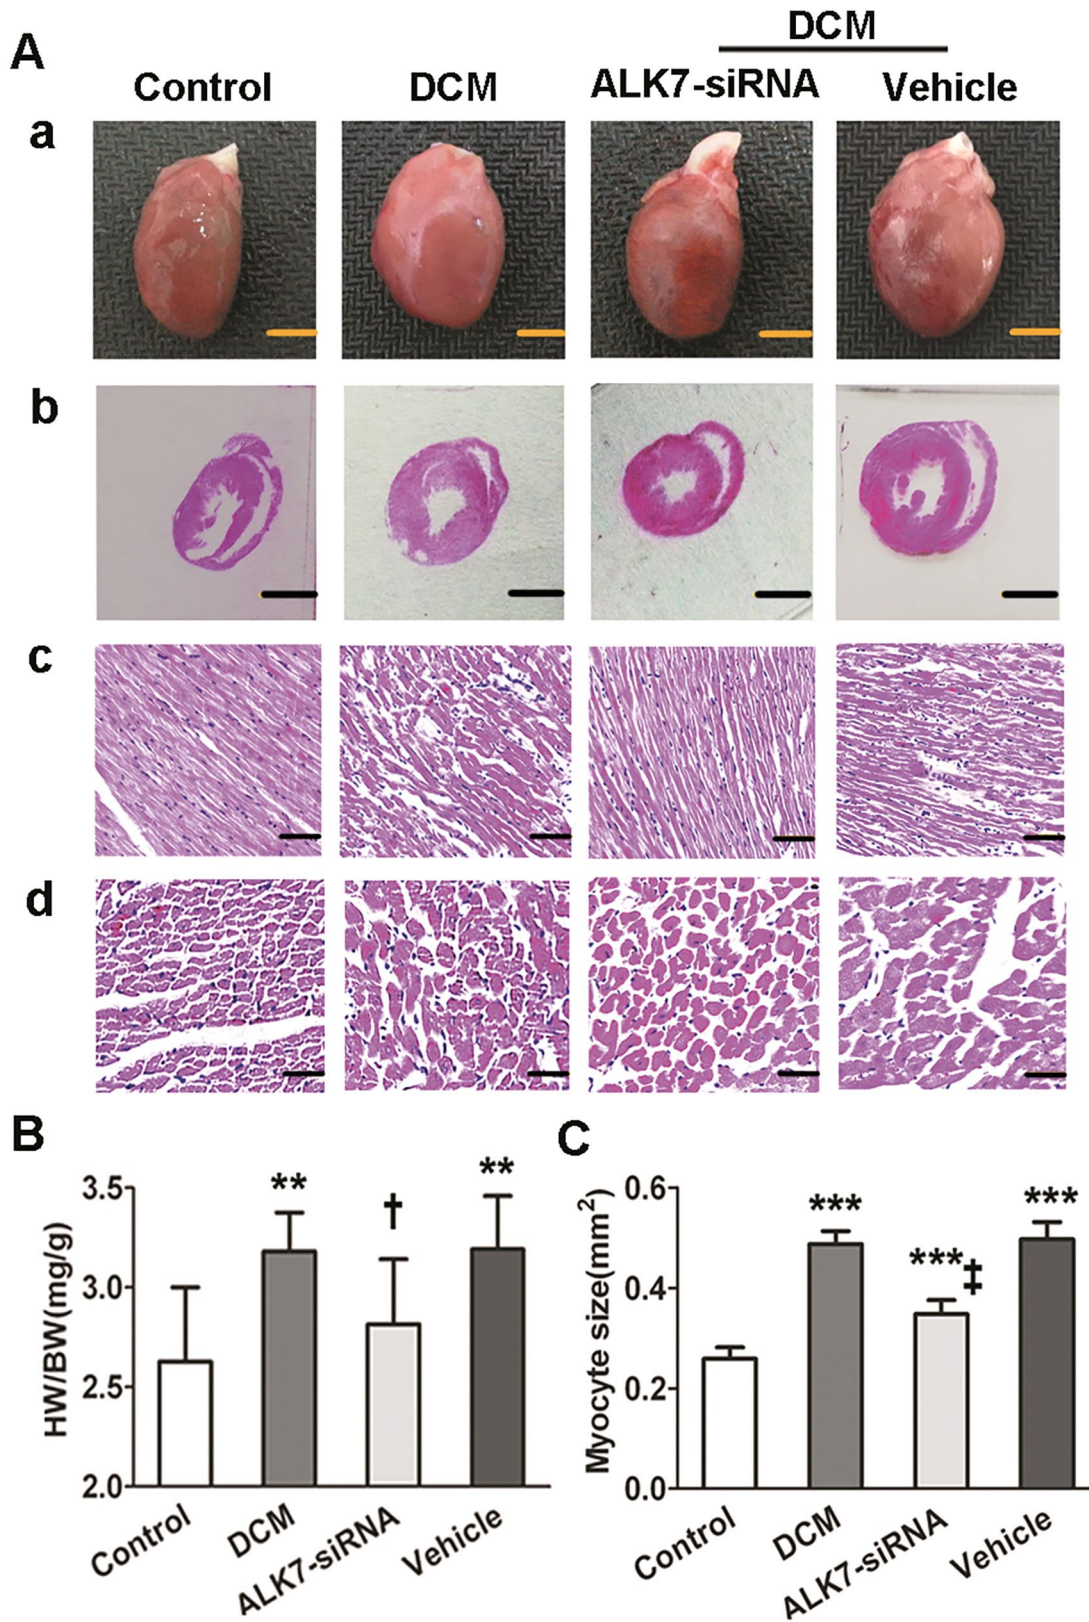 A
DCM
Control DCM ALK7-siRNA Vehicle
a
b
c
d
B
HW/BW(mg/g)
3.5
3.0
2.5
2.0
** † **
Control DCM ALK7-siRNA Vehicle
C
Myocyte size(mm²)
0.6
0.4
0.2
0.0
*** ***‡ ***
Control DCM ALK7-siRNA Vehicle